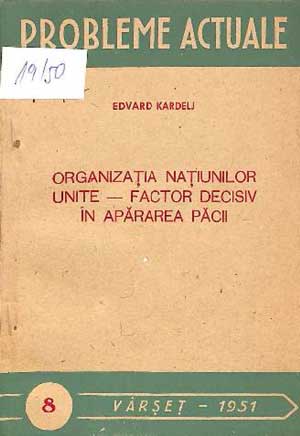 PROBLEME ACTUALE
19/50
EDVARD KARDELJ
ORGANIZAȚIA NAȚIUNILOR
UNITE — FACTOR DECISIV
ÎN APĂRAREA PĂCII
8
VÂRȘEȚ - 1951